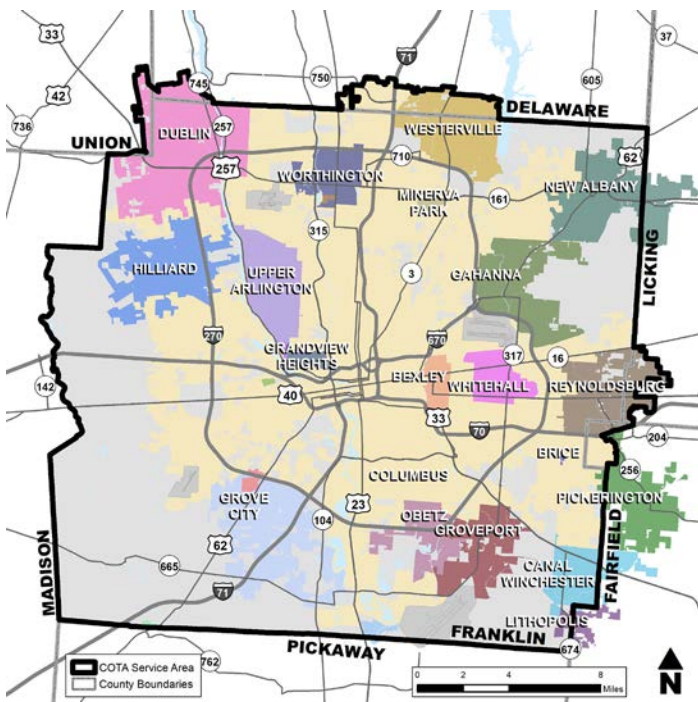 33
71
37
42
745
750
605
DELAWARE
736
257
WESTERVILLE
DUBLIN
UNION
710
62
257
WORTHINGTON
NEW ALBANY
MINERVA
PARK
161
315
LICKING
HILLIARD
UPPER
ARLINGTON
3
GAHANNA
270
670
317
16
GRANDVIEW
HEIGHTS
142
BEXLEY
WHITEHALL
REYNOLDSBURG
40
33
70
204
BRICE
256
COLUMBUS
PICKERINGTON
GROVE
CITY
23
104
OBETZ
GROVEPORT
62
665
CANAL
WINCHESTER
FAIRFIELD
MADISON
71
LITHOPOLIS
FRANKLIN
PICKAWAY
674
762
COTA Service Area
County Boundaries
0 2 4 8
Miles
N